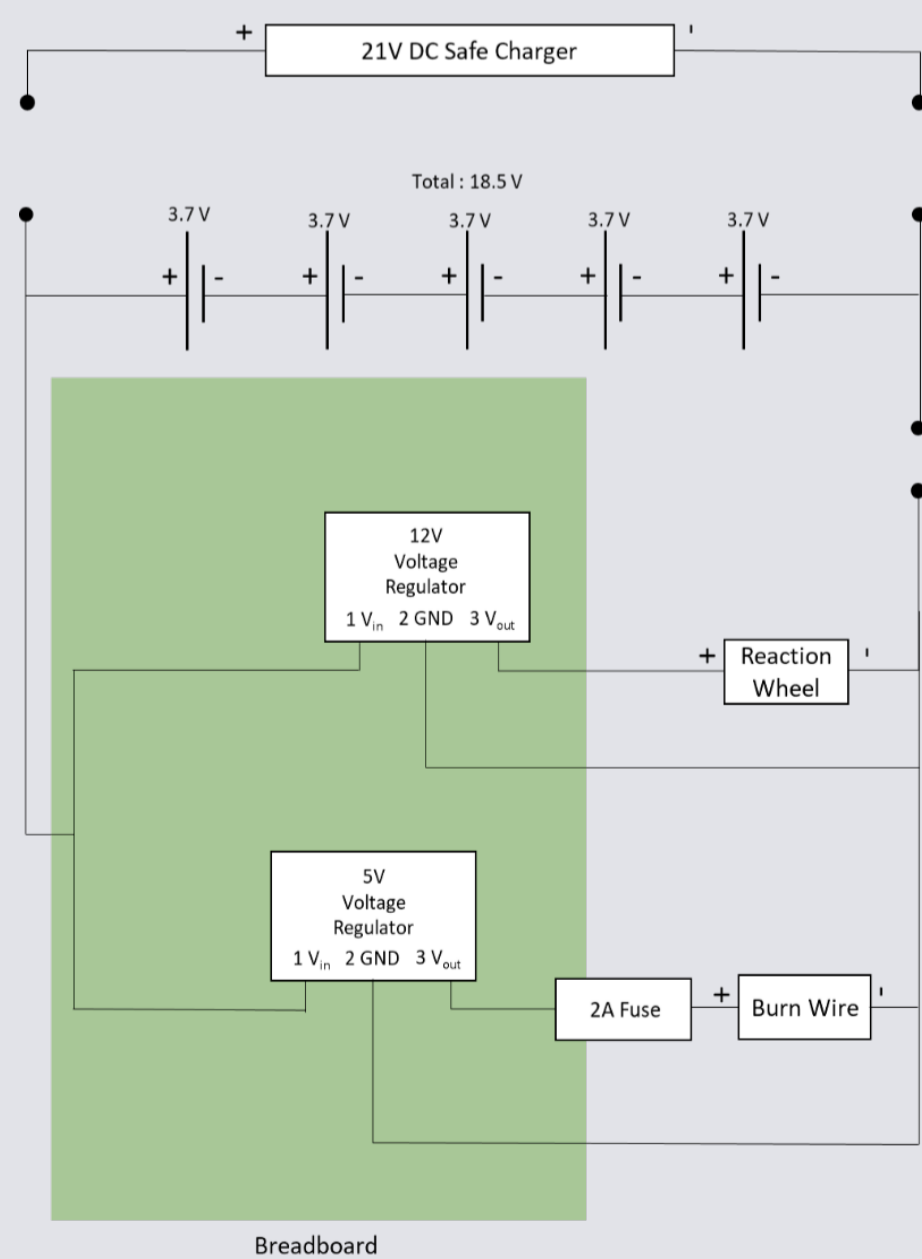 + 21V DC Safe Charger '
Total : 18.5 V
3.7 V 3.7 V 3.7 V 3.7 V 3.7 V
+ - + - + - + - + -
12V
Voltage
Regulator
1 Vin 2 GND 3 Vout
+ Reaction '
Wheel
5V
Voltage
Regulator
1 Vin 2 GND 3 Vout
2A Fuse + Burn Wire '
Breadboard